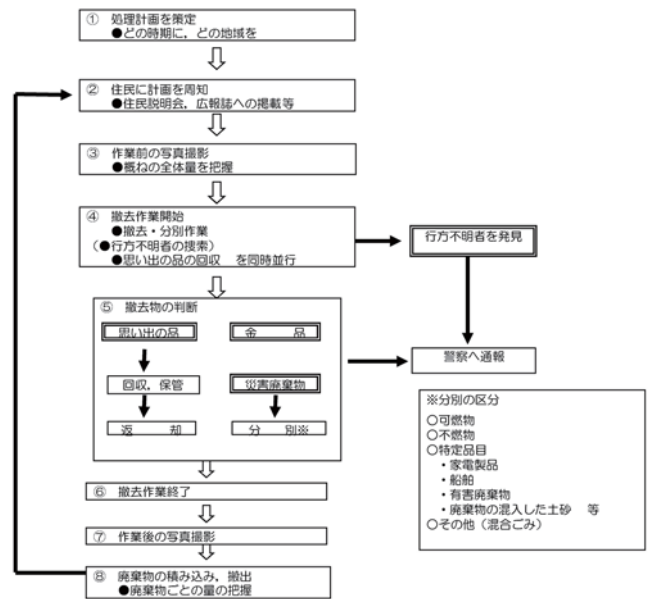 ① 処理計画を策定
●どの時期に，どの地域を
② 住民に計画を周知
●住民説明会，広報誌への掲載等
③ 作業前の写真撮影
●概ねの全体量を把握
④ 撤去作業開始
●撤去・分別作業
（●行方不明者の捜索）
●思い出の品の回収 を同時並行
行方不明者を発見
⑤ 撤去物の判断
思い出の品
金 品
警察へ通報
回収，保管
災害廃棄物
返 却
分 別※
※分別の区分
○可燃物
○不燃物
○特定品目
・家電製品
・船舶
・有害廃棄物
・廃棄物の混入した土砂 等
○その他（混合ごみ）
⑥ 撤去作業終了
⑦ 作業後の写真撮影
⑧ 廃棄物の積み込み，搬出
●廃棄物ごとの量の把握